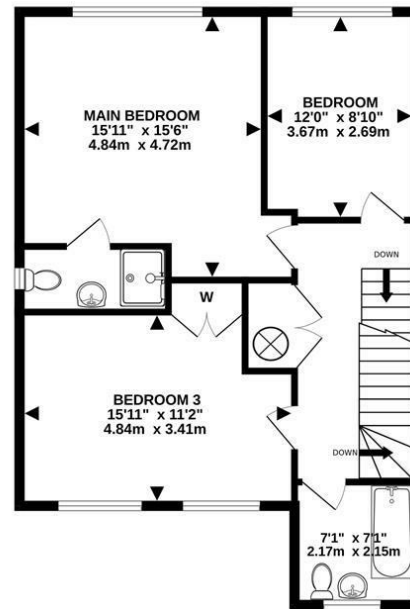 MAIN BEDROOM
15'11" x 15'6"
4.84m x 4.72m
BEDROOM
12'0" x 8'10"
3.67m x 2.69m
DOWN
W
BEDROOM 3
15'11" x 11'2"
4.84m x 3.41m
DOWN
7'1" x 7'1"
2.17m x 2.15m